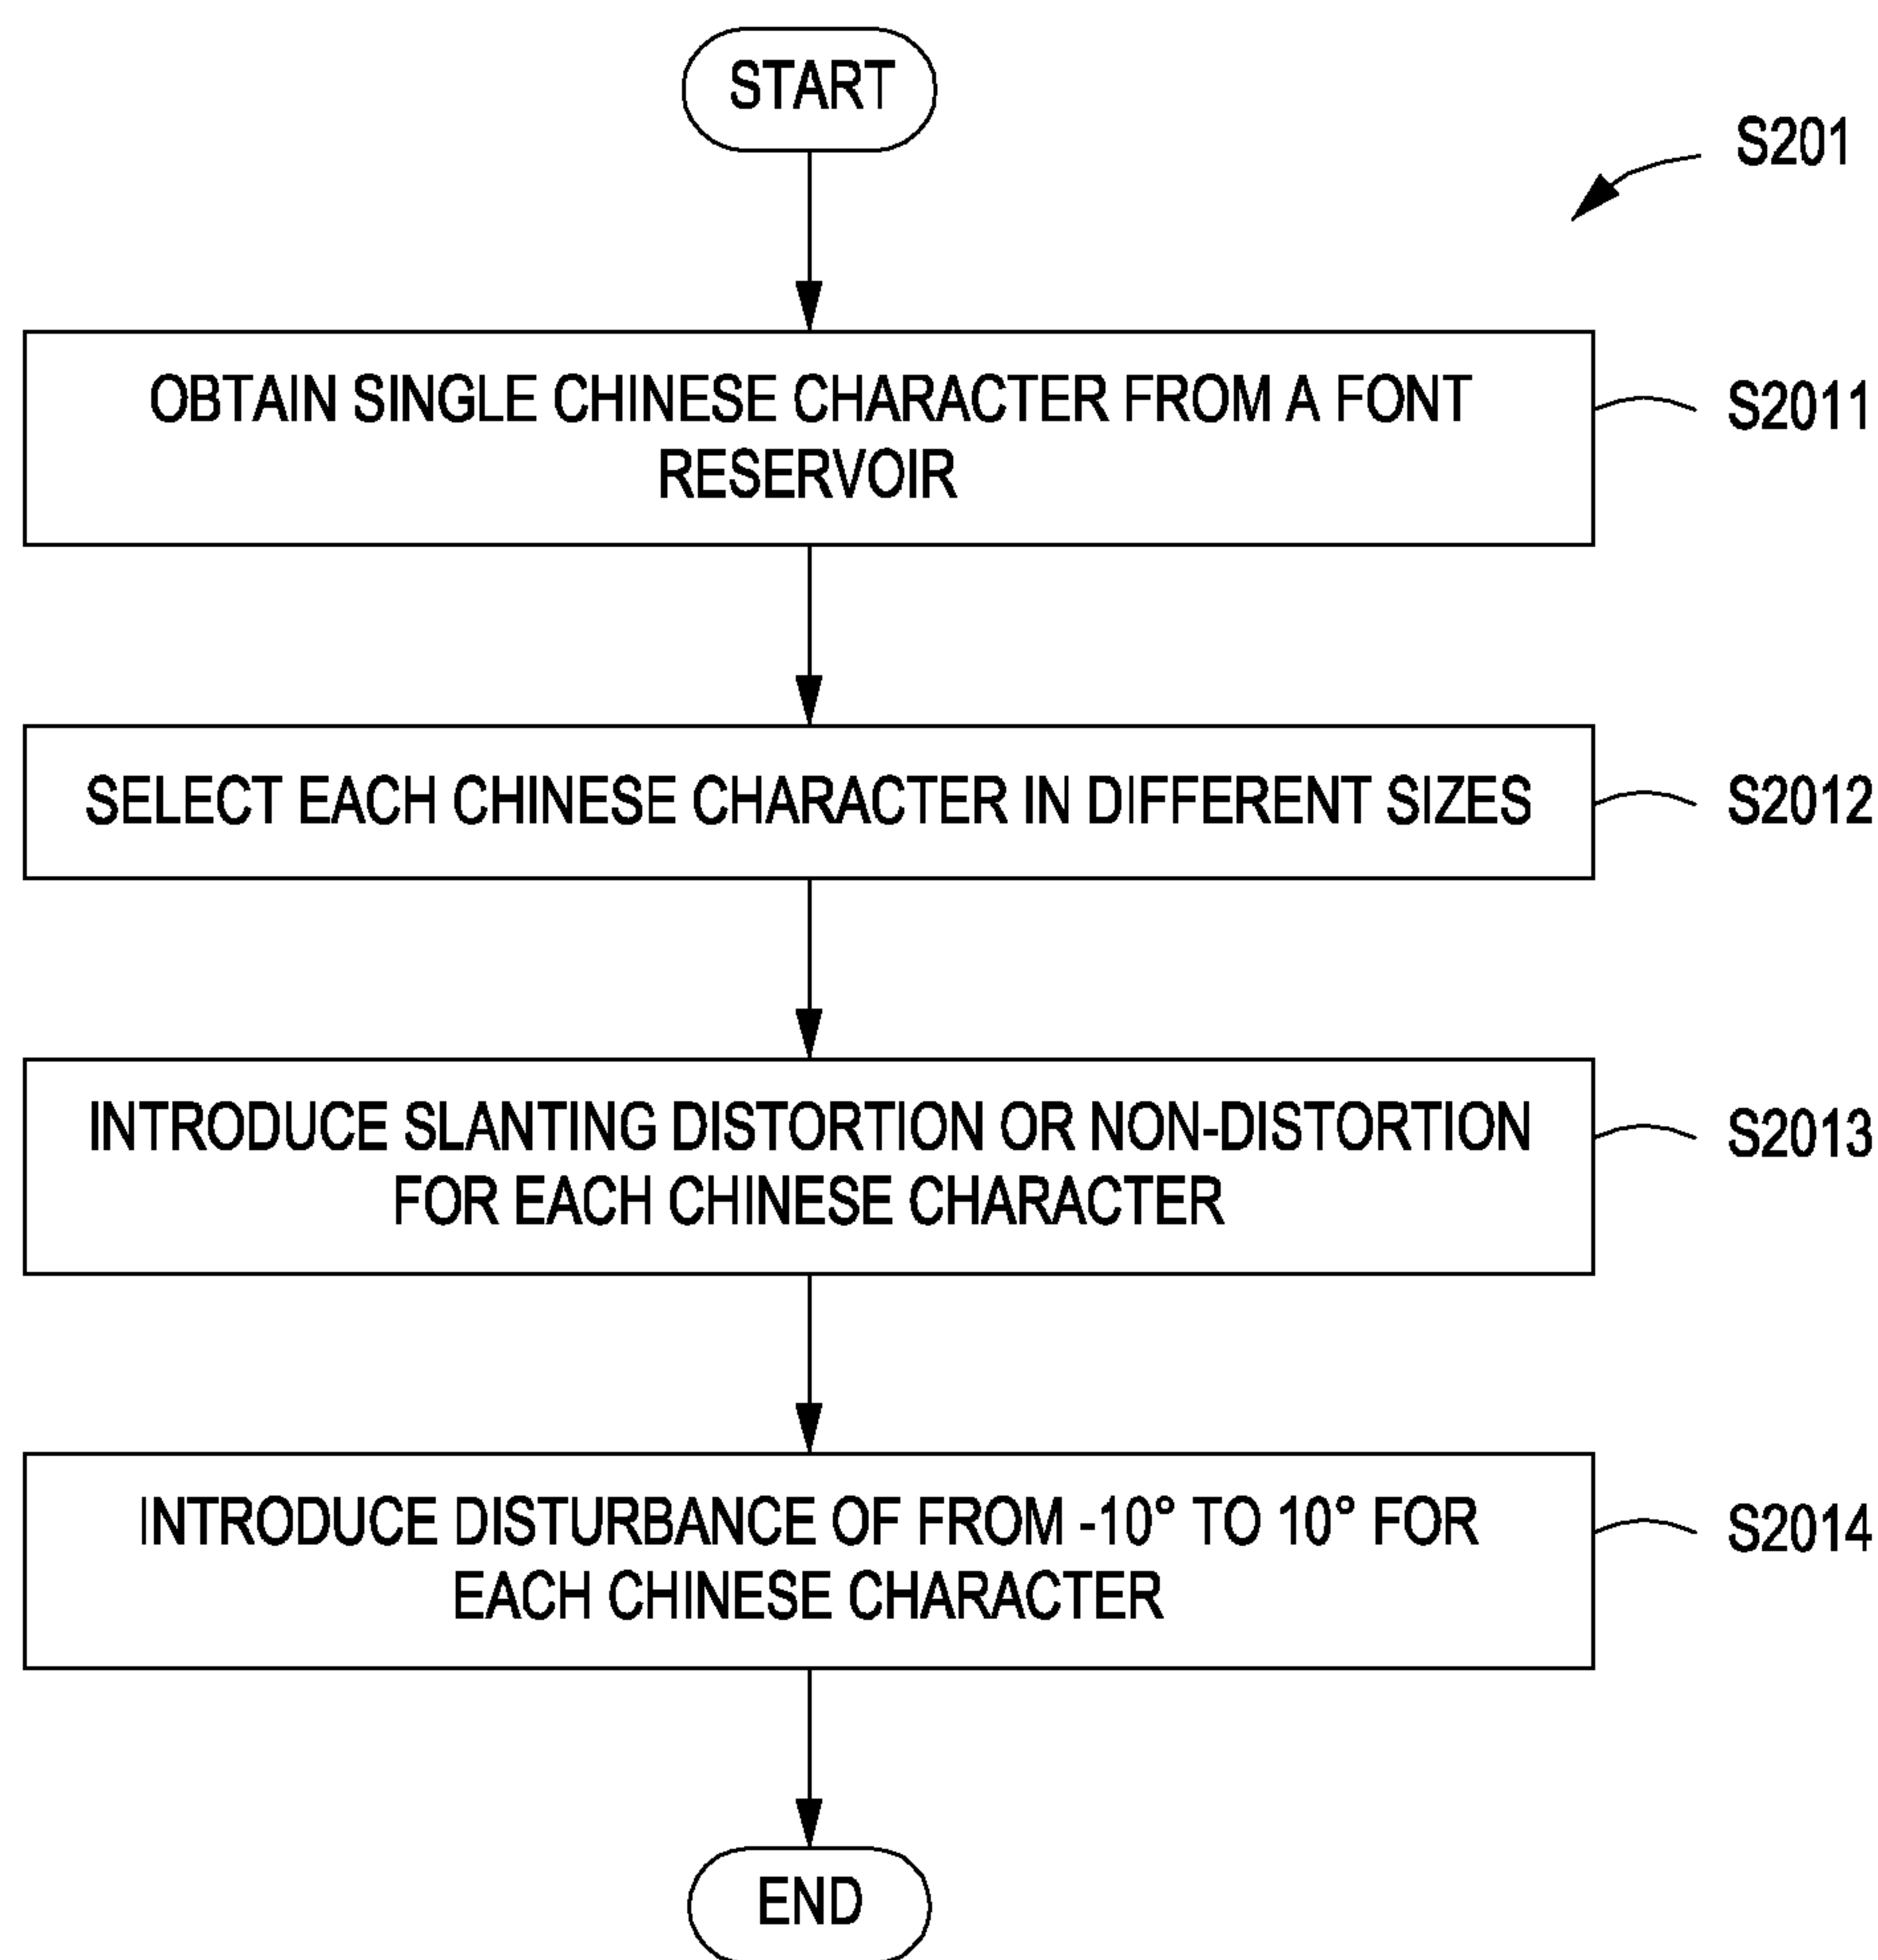 START
S201
OBTAIN SINGLE CHINESE CHARACTER FROM A FONT
RESERVOIR
S2011
SELECT EACH CHINESE CHARACTER IN DIFFERENT SIZES
S2012
INTRODUCE SLANTING DISTORTION OR NON-DISTORTION
FOR EACH CHINESE CHARACTER
S2013
INTRODUCE DISTURBANCE OF FROM -10° TO 10° FOR
EACH CHINESE CHARACTER
S2014
END